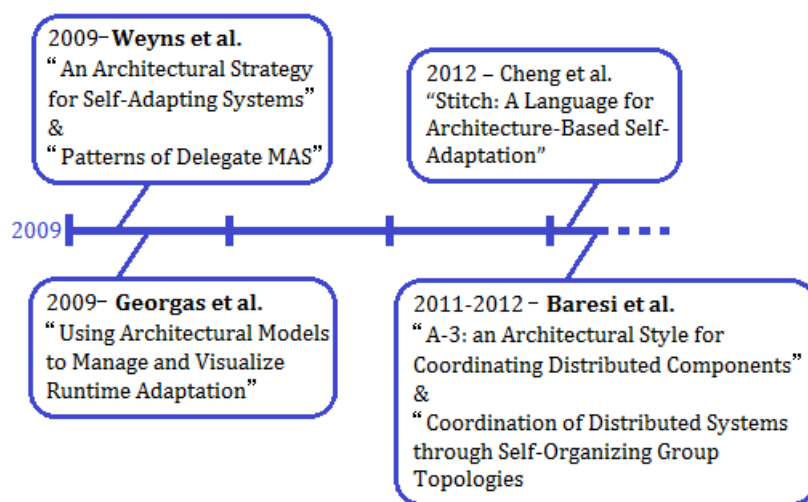 2009– Weyns et al.
“ An Architectural Strategy
for Self-Adapting Systems”
&
“ Patterns of Delegate MAS”
2012 – Cheng et al.
“Stitch: A Language for
Architecture-Based Self-
Adaptation”
2009
2009– Georgas et al.
“ Using Architectural Models
to Manage and Visualize
Runtime Adaptation”
2011-2012 – Baresi et al.
“ A-3: an Architectural Style for
Coordinating Distributed Components”
&
“ Coordination of Distributed Systems
through Self-Organizing Group
Topologies